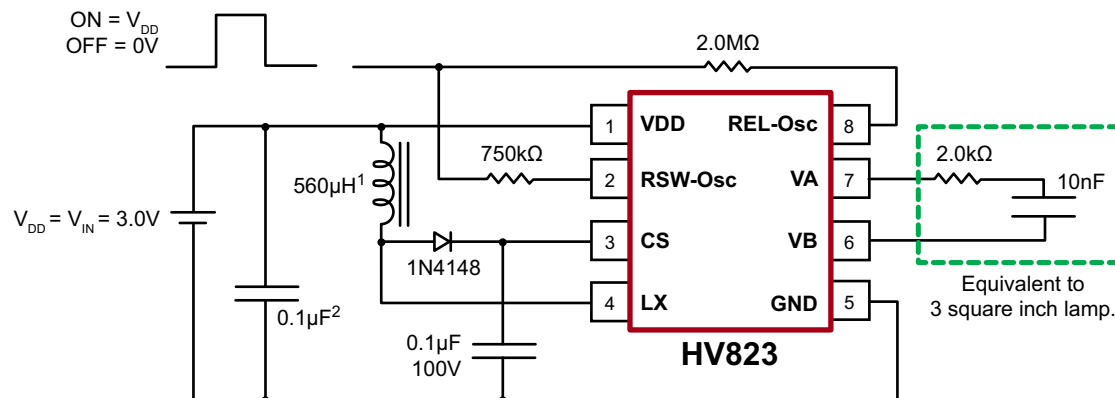 ON = VDD
OFF = 0V
2.0MΩ
1 VDD REL-Osc 8
750kΩ
2 RSW-Osc VA 7
2.0kΩ
10nF
560µH1
VDD = VIN = 3.0V
3 CS VB 6
1N4148
4 LX GND 5
0.1µF2
0.1µF
100V
HV823
Equivalent to
3 square inch lamp.